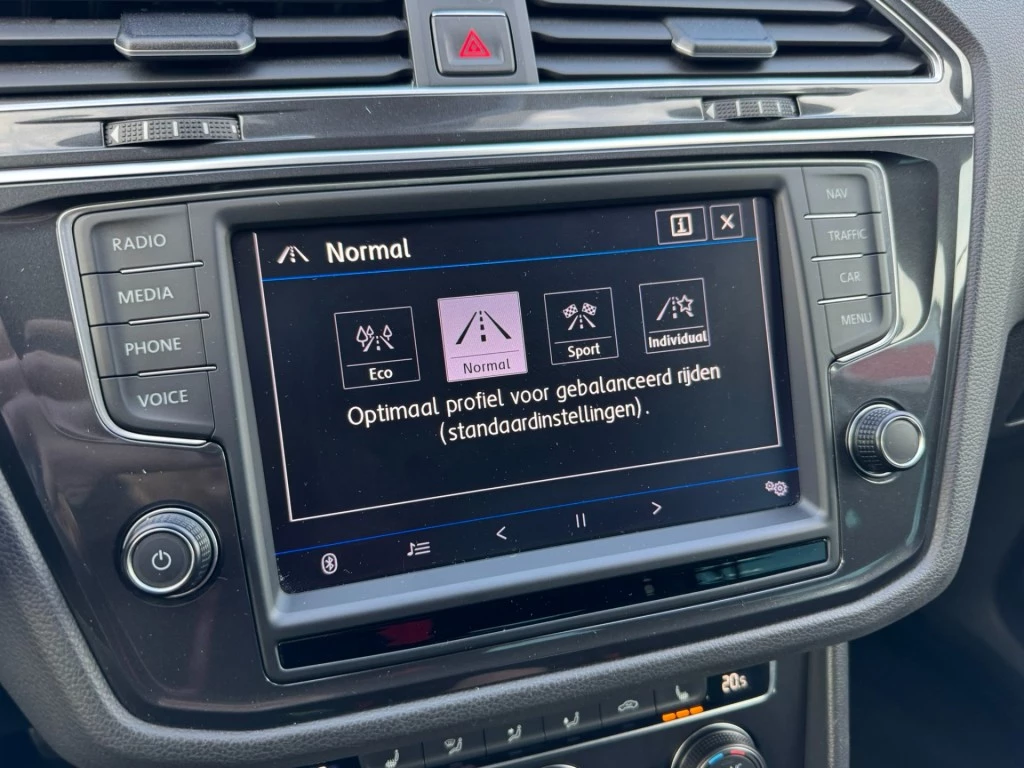 RADIO
MEDIA
PHONE
VOICE
Normal
i
X
Eco
Normal
Sport
Individual
Optimaal profiel voor gebalanceerd rijden
(standaardinstellingen).
NAV
TRAFFIC
CAR
MENU
20.5